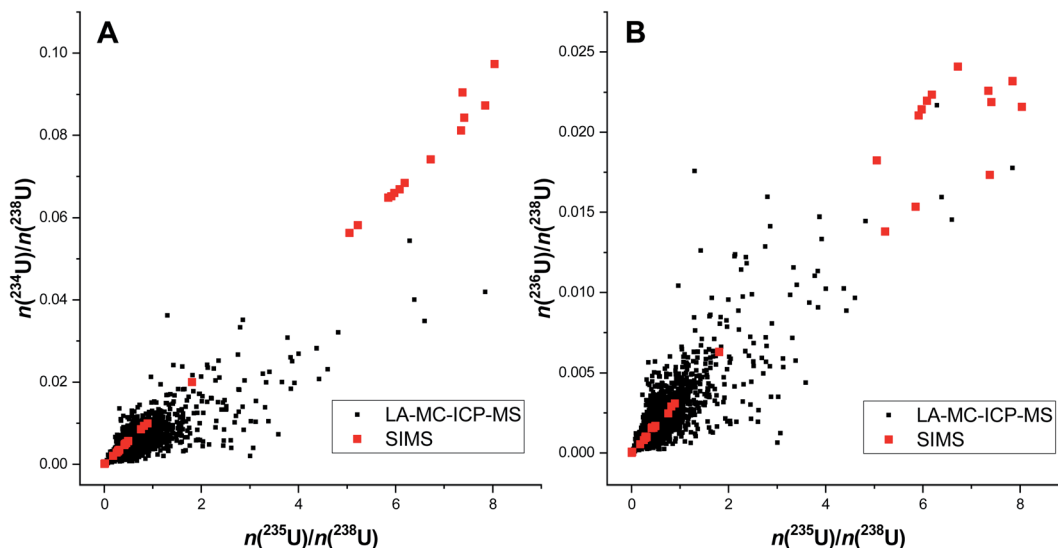 A
0.10
0.08
0.06
0.04
0.02
0.00
n(²³⁴U)/n(²³⁸U)
0 2 4 6 8
n(²³⁵U)/n(²³⁸U)
LA-MC-ICP-MS
SIMS
B
0.025
0.020
0.015
0.010
0.005
0.000
n(²³⁶U)/n(²³⁸U)
0 2 4 6 8
n(²³⁵U)/n(²³⁸U)
LA-MC-ICP-MS
SIMS